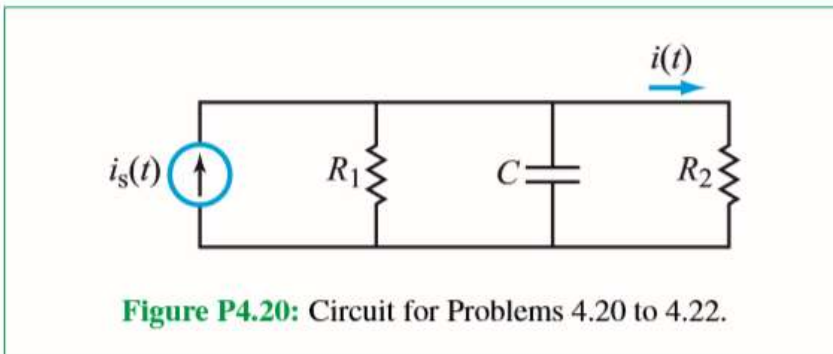 i(t)
iₛ(t) R₁ C R₂
Figure P4.20: Circuit for Problems 4.20 to 4.22.